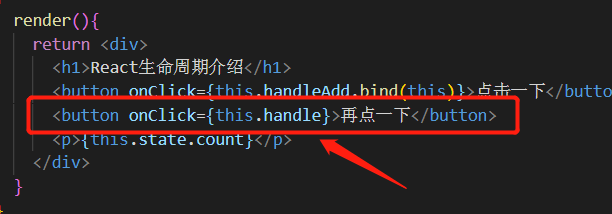 render(){
return <div>
<h1>React生命周期介绍</h1>
<button onClick={this.handleAdd.bind(this)}>点击一下</butto
<button onClick={this.handle}>再点一下</button>
<p>{this.state.count}</p>
</div>
}